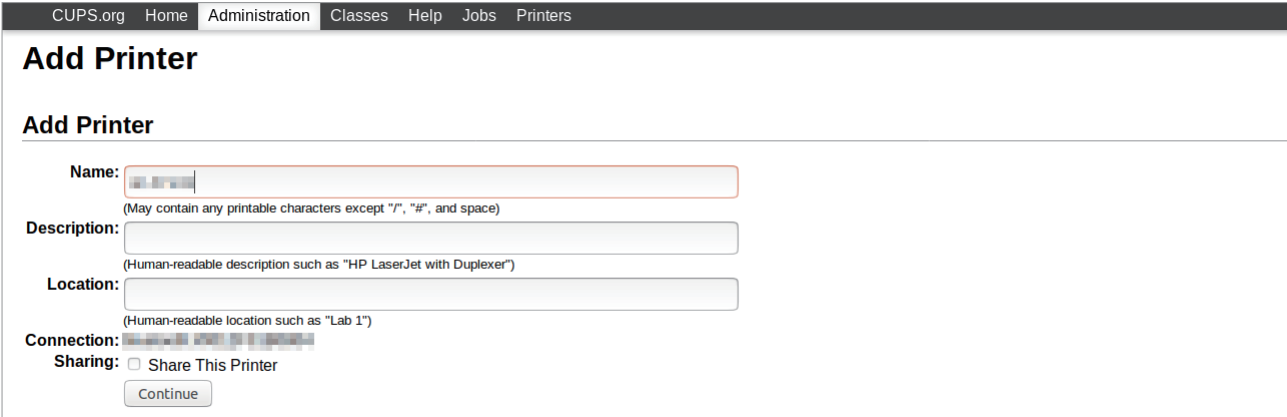 CUPS.org Home Administration Classes Help Jobs Printers
Add Printer
Add Printer
Name:
(May contain any printable characters except "/", "#", and space)
Description:
(Human-readable description such as "HP LaserJet with Duplexer")
Location:
(Human-readable location such as "Lab 1")
Connection:
Sharing: Share This Printer
Continue